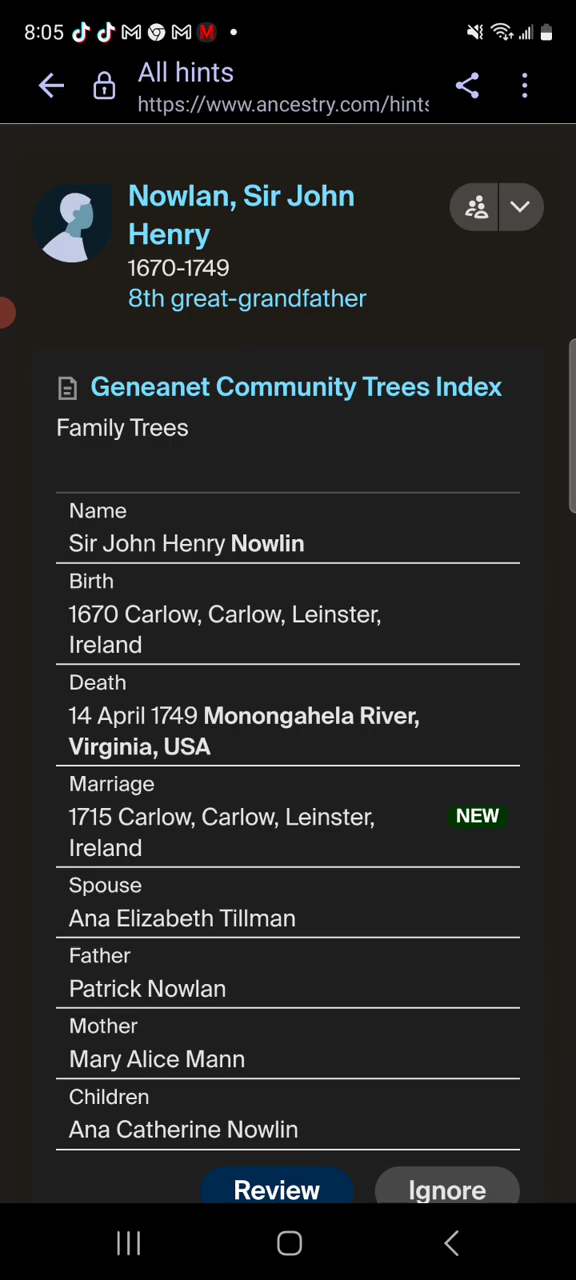 8:05
All hints
https://www.ancestry.com/hints
Nowlan, Sir John
Henry
1670-1749
8th great-grandfather
Geneanet Community Trees Index
Family Trees
Name
Sir John Henry Nowlin
Birth
1670 Carlow, Carlow, Leinster,
Ireland
Death
14 April 1749 Monongahela River,
Virginia, USA
Marriage
1715 Carlow, Carlow, Leinster,
Ireland
NEW
Spouse
Ana Elizabeth Tillman
Father
Patrick Nowlan
Mother
Mary Alice Mann
Children
Ana Catherine Nowlin
Review
Ignore